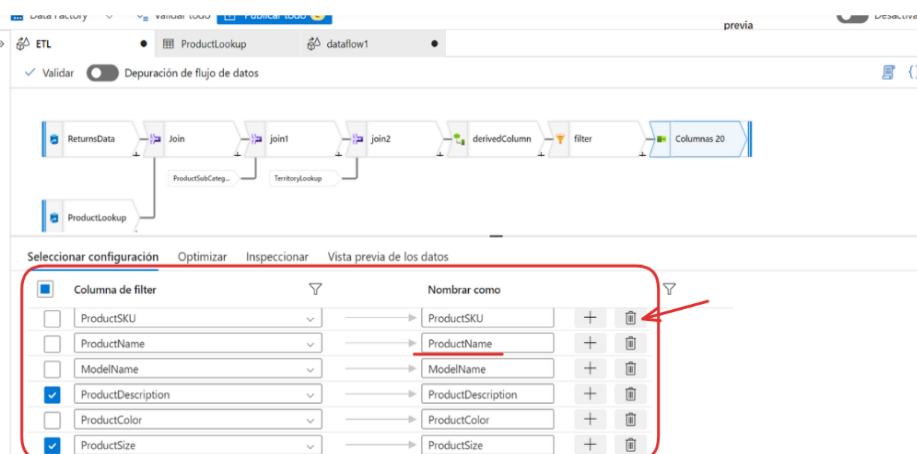 Data Factory Validar todo Publicar todo
previa
Desactiva
ETL ProductLookup dataflow1
Validar Depuración de flujo de datos
ReturnsData Join join1 join2 derivedColumn filter Columnas 20
ProductSubCateg... TerritoryLookup
ProductLookup
Seleccionar configuración Optimizar Inspeccionar Vista previa de los datos
Columna de filter Nombrar como
ProductSKU ProductSKU
ProductName ProductName
ModelName ModelName
ProductDescription ProductDescription
ProductColor ProductColor
ProductSize ProductSize